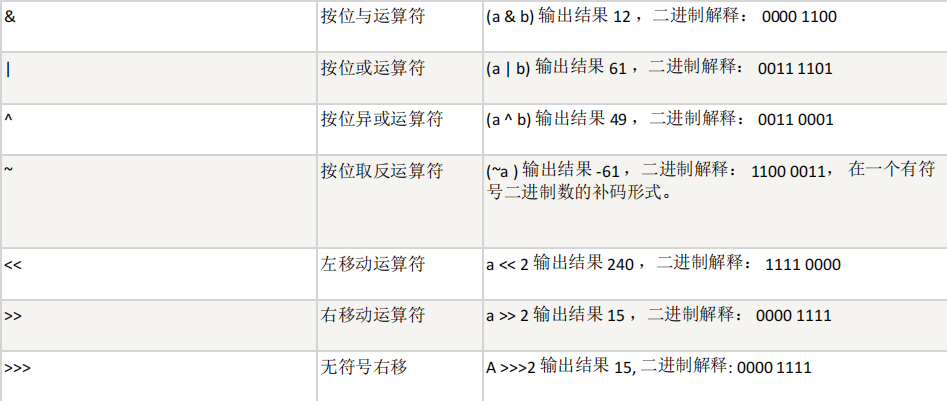 & 按位与运算符 (a & b) 输出结果 12 ，二进制解释： 0000 1100
| 按位或运算符 (a | b) 输出结果 61 ，二进制解释： 0011 1101
^ 按位异或运算符 (a ^ b) 输出结果 49 ，二进制解释： 0011 0001
~ 按位取反运算符 (~a ) 输出结果 -61 ，二进制解释： 1100 0011， 在一个有符
号二进制数的补码形式。
<< 左移动运算符 a << 2 输出结果 240 ，二进制解释： 1111 0000
>> 右移动运算符 a >> 2 输出结果 15 ，二进制解释： 0000 1111
>>> 无符号右移 A >>>2 输出结果 15, 二进制解释: 0000 1111